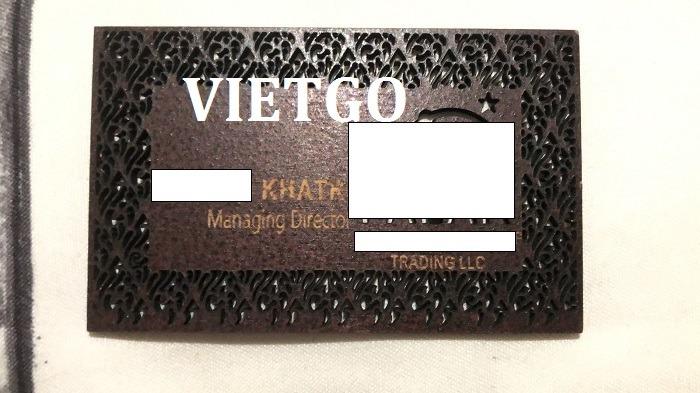 VIETGO
KHATR
Managing Director
TRADING LLC